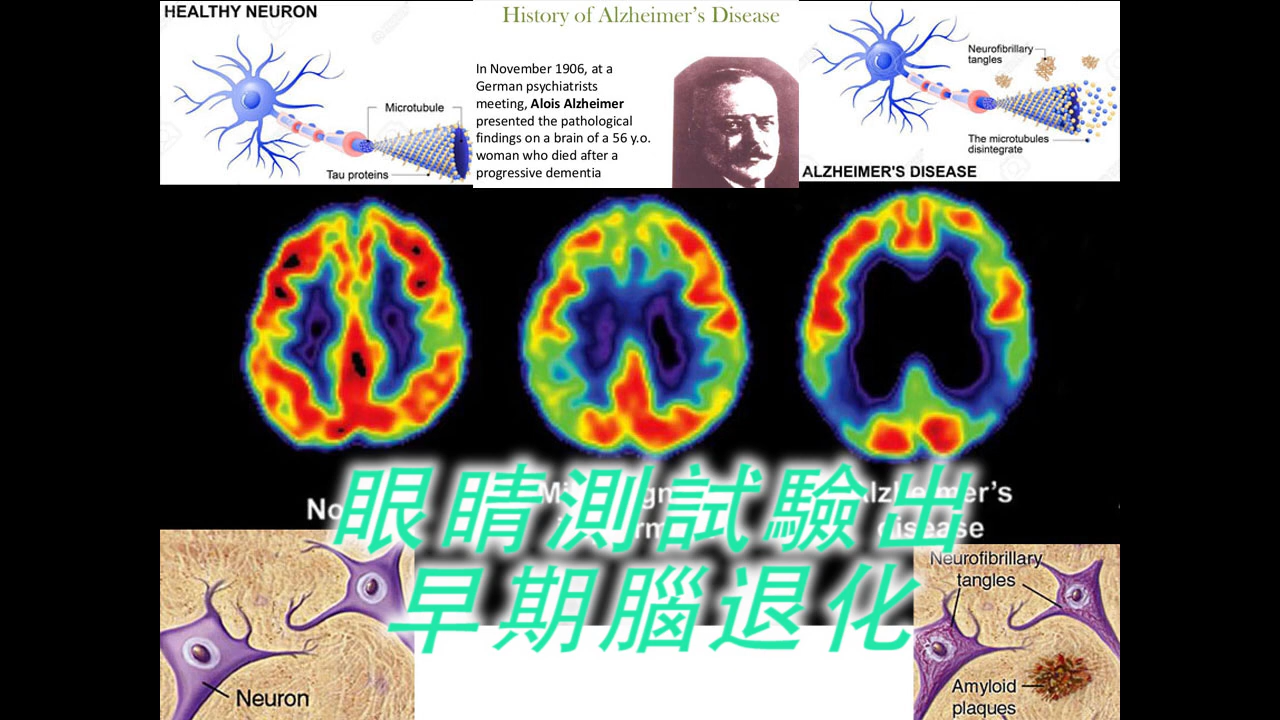 HEALTHY NEURON
Microtubule
Tau proteins
History of Alzheimer's Disease
In November 1906, at a
German psychiatrists
meeting, Alois Alzheimer
presented the pathological
findings on a brain of a 56 y.o.
woman who died after a
progressive dementia
Neurofibrillary
tangles
The microtubules
disintegrate
ALZHEIMER'S DISEASE
眼睛測試驗出
早期腦退化
disease
Neuron
Neurofibrillary
tangles
Amyloid
plaques